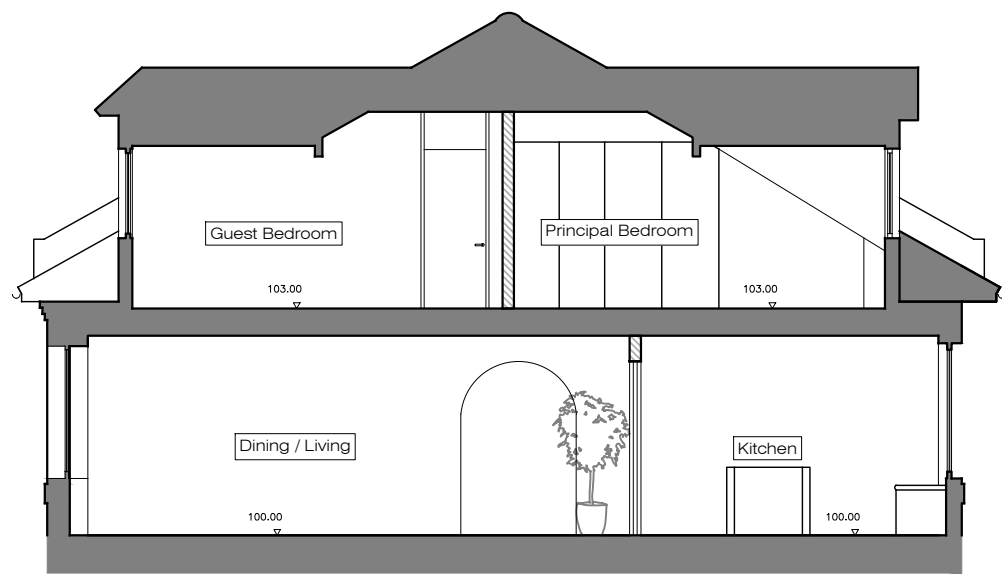 Guest Bedroom
Principal Bedroom
103.00
103.00
Dining / Living
Kitchen
100.00
100.00